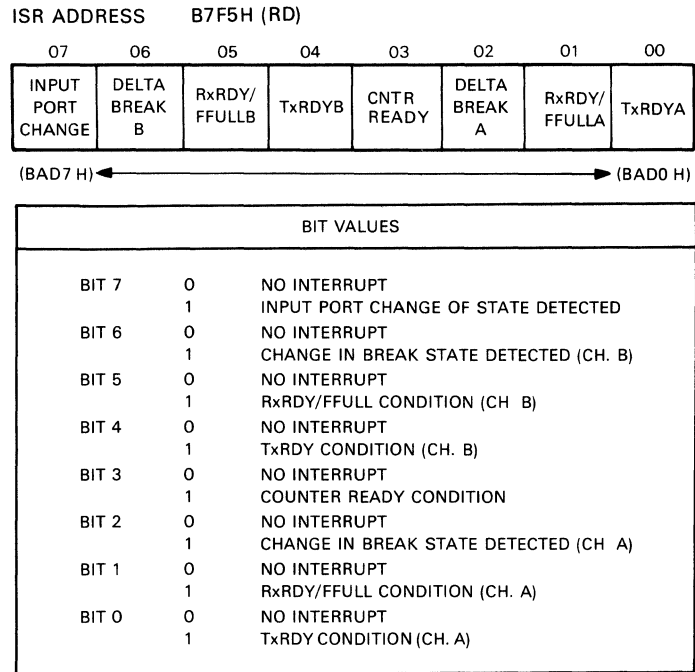 ISR ADDRESS B7F5H (RD)
07 06 05 04 03 02 01 00
INPUT PORT CHANGE
DELTA BREAK B
RxRDY/ FFULLB
TxRDYB
CNTR READY
DELTA BREAK A
RxRDY/ FFULLA
TxRDYA
(BAD7 H) (BAD0 H)
BIT VALUES
BIT 7 0 NO INTERRUPT
1 INPUT PORT CHANGE OF STATE DETECTED
BIT 6 0 NO INTERRUPT
1 CHANGE IN BREAK STATE DETECTED (CH. B)
BIT 5 0 NO INTERRUPT
1 RxRDY/FFULL CONDITION (CH B)
BIT 4 0 NO INTERRUPT
1 TxRDY CONDITION (CH. B)
BIT 3 0 NO INTERRUPT
1 COUNTER READY CONDITION
BIT 2 0 NO INTERRUPT
1 CHANGE IN BREAK STATE DETECTED (CH A)
BIT 1 0 NO INTERRUPT
1 RxRDY/FFULL CONDITION (CH. A)
BIT 0 0 NO INTERRUPT
1 TxRDY CONDITION (CH. A)